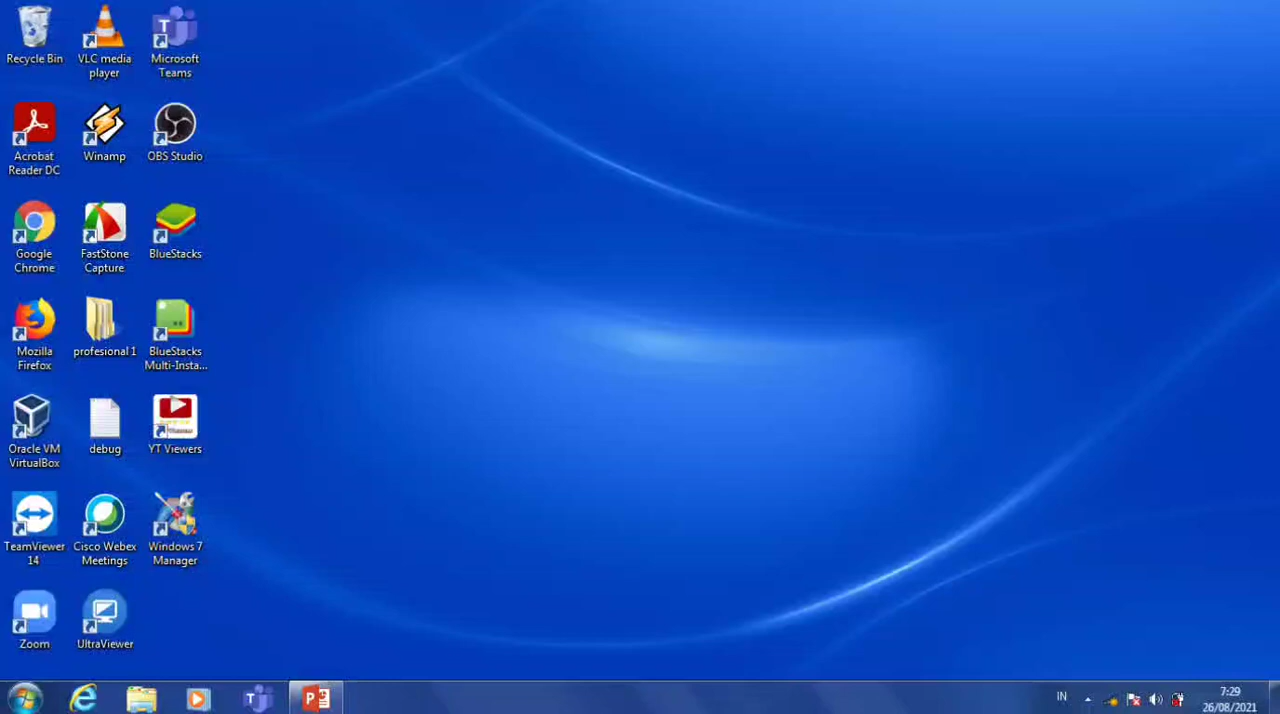 Recycle Bin
VLC media
player
Microsoft
Teams
Acrobat
Reader DC
Winamp
OBS Studio
Google
Chrome
FastStone
Capture
BlueStacks
Mozilla
Firefox
profesional 1
BlueStacks
Multi-Insta...
Oracle VM
VirtualBox
debug
YT Viewers
TeamViewer
14
Cisco Webex
Meetings
Windows 7
Manager
Zoom
UltraViewer
IN
7:29
26/08/2021